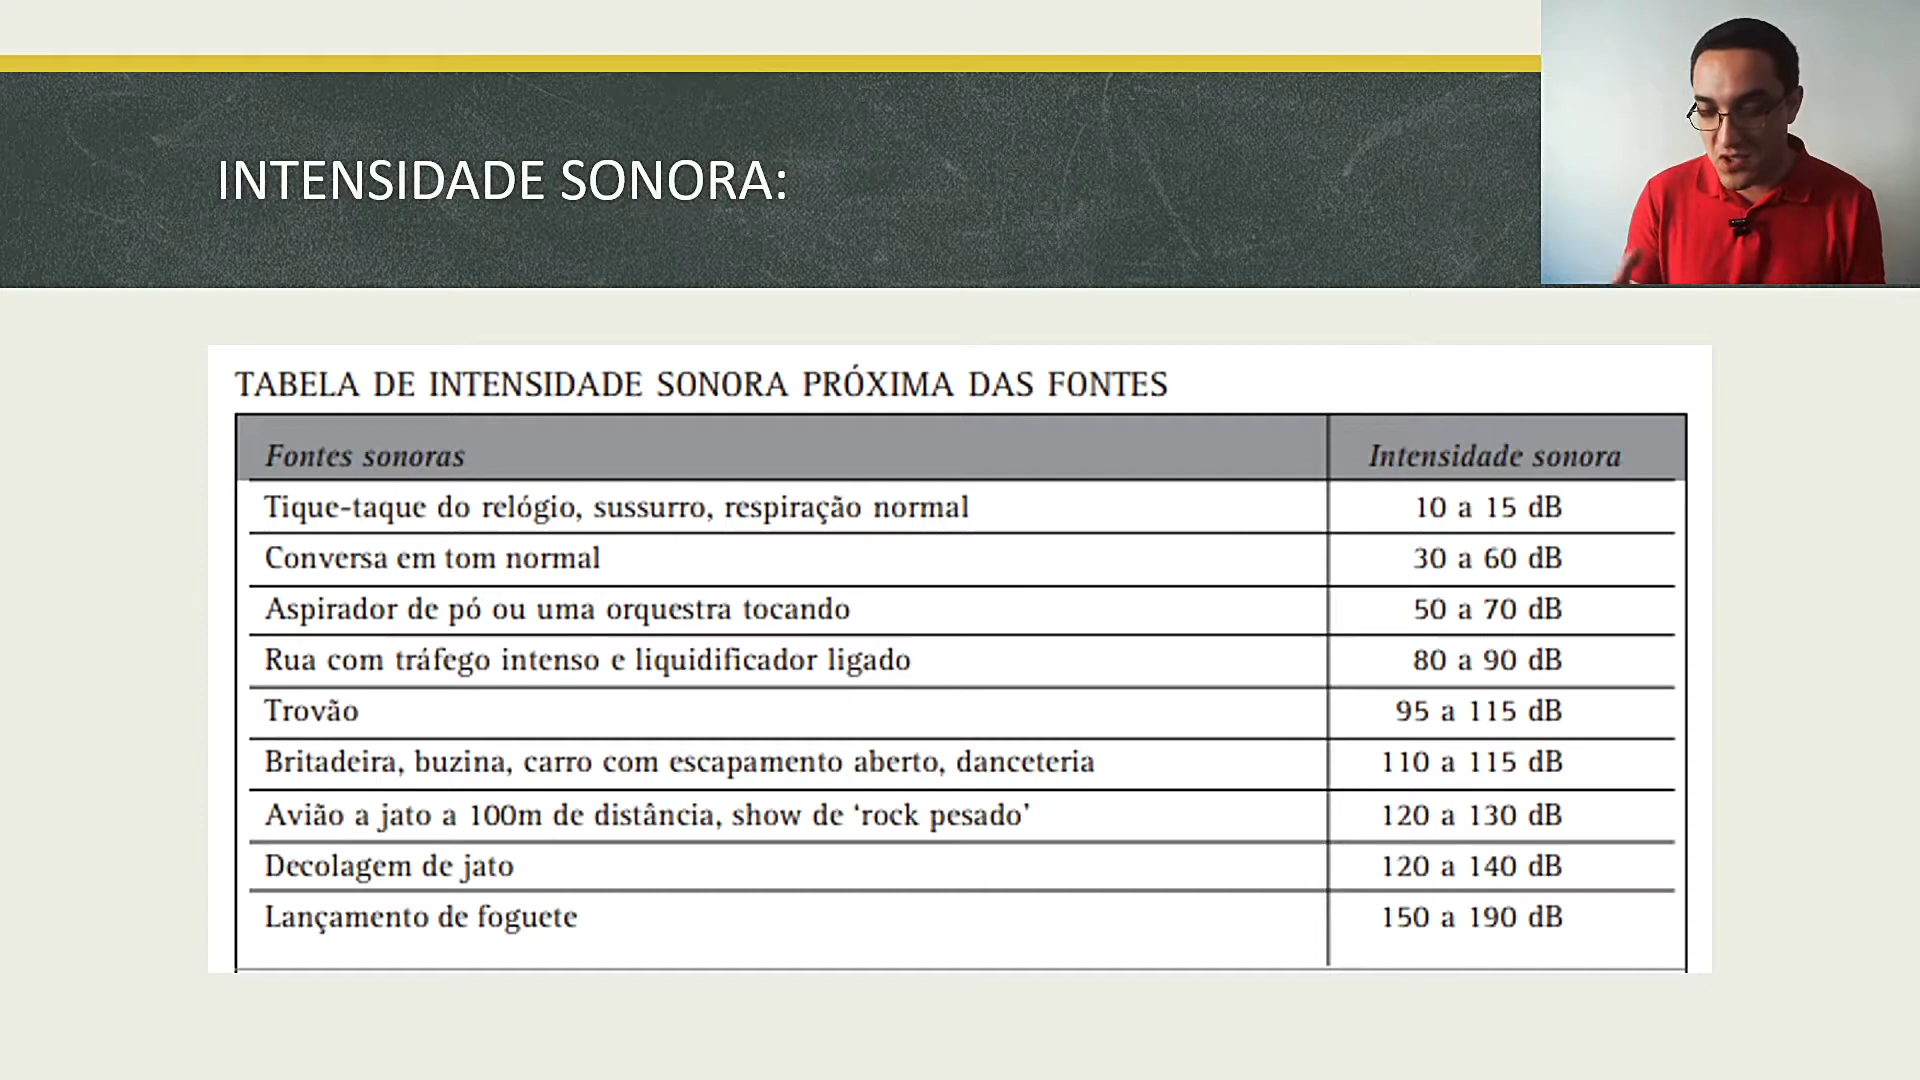 INTENSIDADE SONORA:
TABELA DE INTENSIDADE SONORA PRÓXIMA DAS FONTES
Fontes sonoras Intensidade sonora
Tique-taque do relógio, sussurro, respiração normal 10 a 15 dB
Conversa em tom normal 30 a 60 dB
Aspirador de pó ou uma orquestra tocando 50 a 70 dB
Rua com tráfego intenso e liquidificador ligado 80 a 90 dB
Trovão 95 a 115 dB
Britadeira, buzina, carro com escapamento aberto, danceteria 110 a 115 dB
Avião a jato a 100m de distância, show de ‘rock pesado’ 120 a 130 dB
Decolagem de jato 120 a 140 dB
Lançamento de foguete 150 a 190 dB